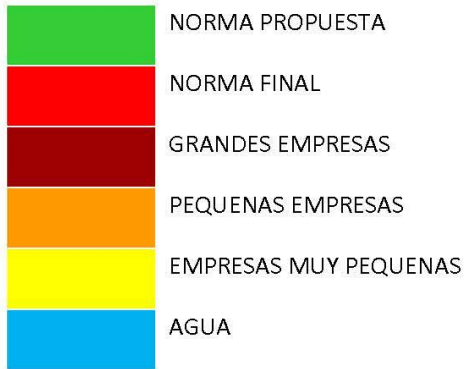 NORMA PROPUESTA
NORMA FINAL
GRANDES EMPRESAS
PEQUENAS EMPRESAS
EMPRESAS MUY PEQUENAS
AGUA